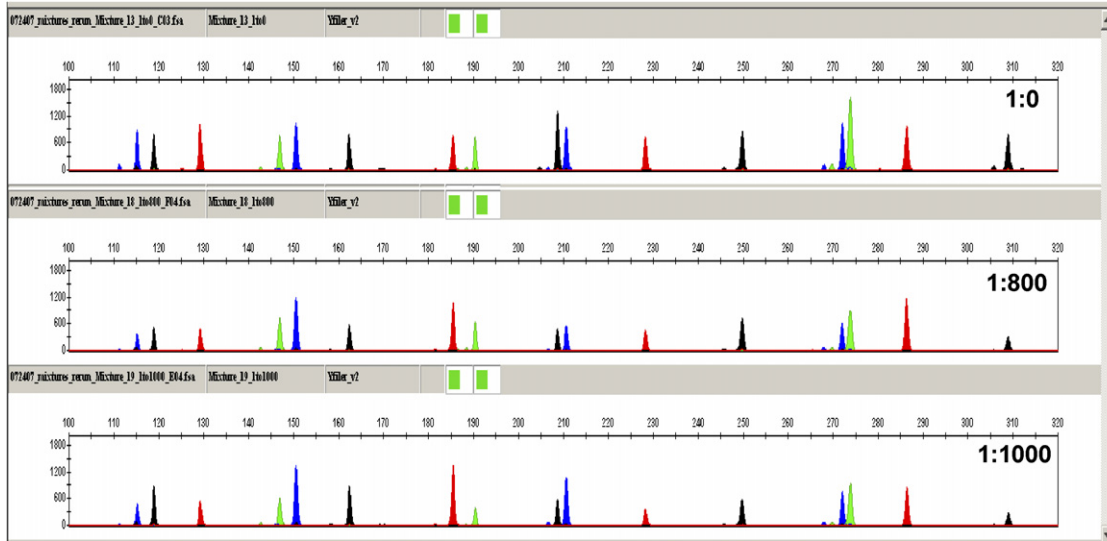 072407_mixtures_rerun_Mixture_13_1to0_C03.fsa Mixture_13_1to0 Yfiler_v2
100 110 120 130 140 150 160 170 180 190 200 210 220 230 240 250 260 270 280 290 300 310 320
1800
1:0
1200
600
0
072407_mixtures_rerun_Mixture_18_1to800_F04.fsa Mixture_18_1to800 Yfiler_v2
100 110 120 130 140 150 160 170 180 190 200 210 220 230 240 250 260 270 280 290 300 310 320
1800
1:800
1200
600
0
072407_mixtures_rerun_Mixture_19_1to1000_E04.fsa Mixture_19_1to1000 Yfiler_v2
100 110 120 130 140 150 160 170 180 190 200 210 220 230 240 250 260 270 280 290 300 310 320
1800
1:1000
1200
600
0